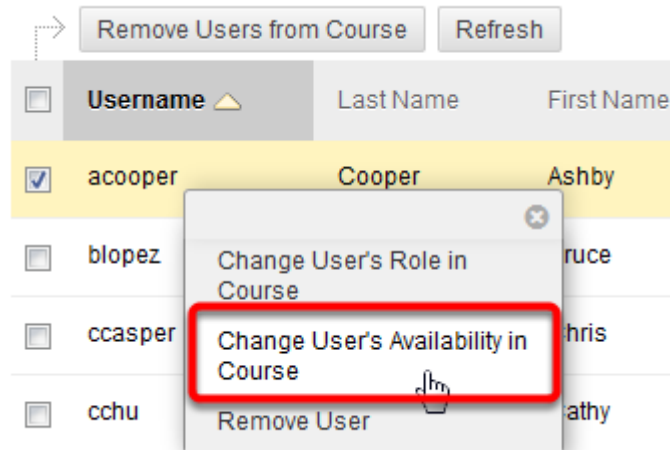 Remove Users from Course Refresh
Username Last Name First Name
acooper Cooper Ashby
blopez ruce
Change User's Role in
Course
ccasper hris
Change User's Availability in
Course
cchu athy
Remove User